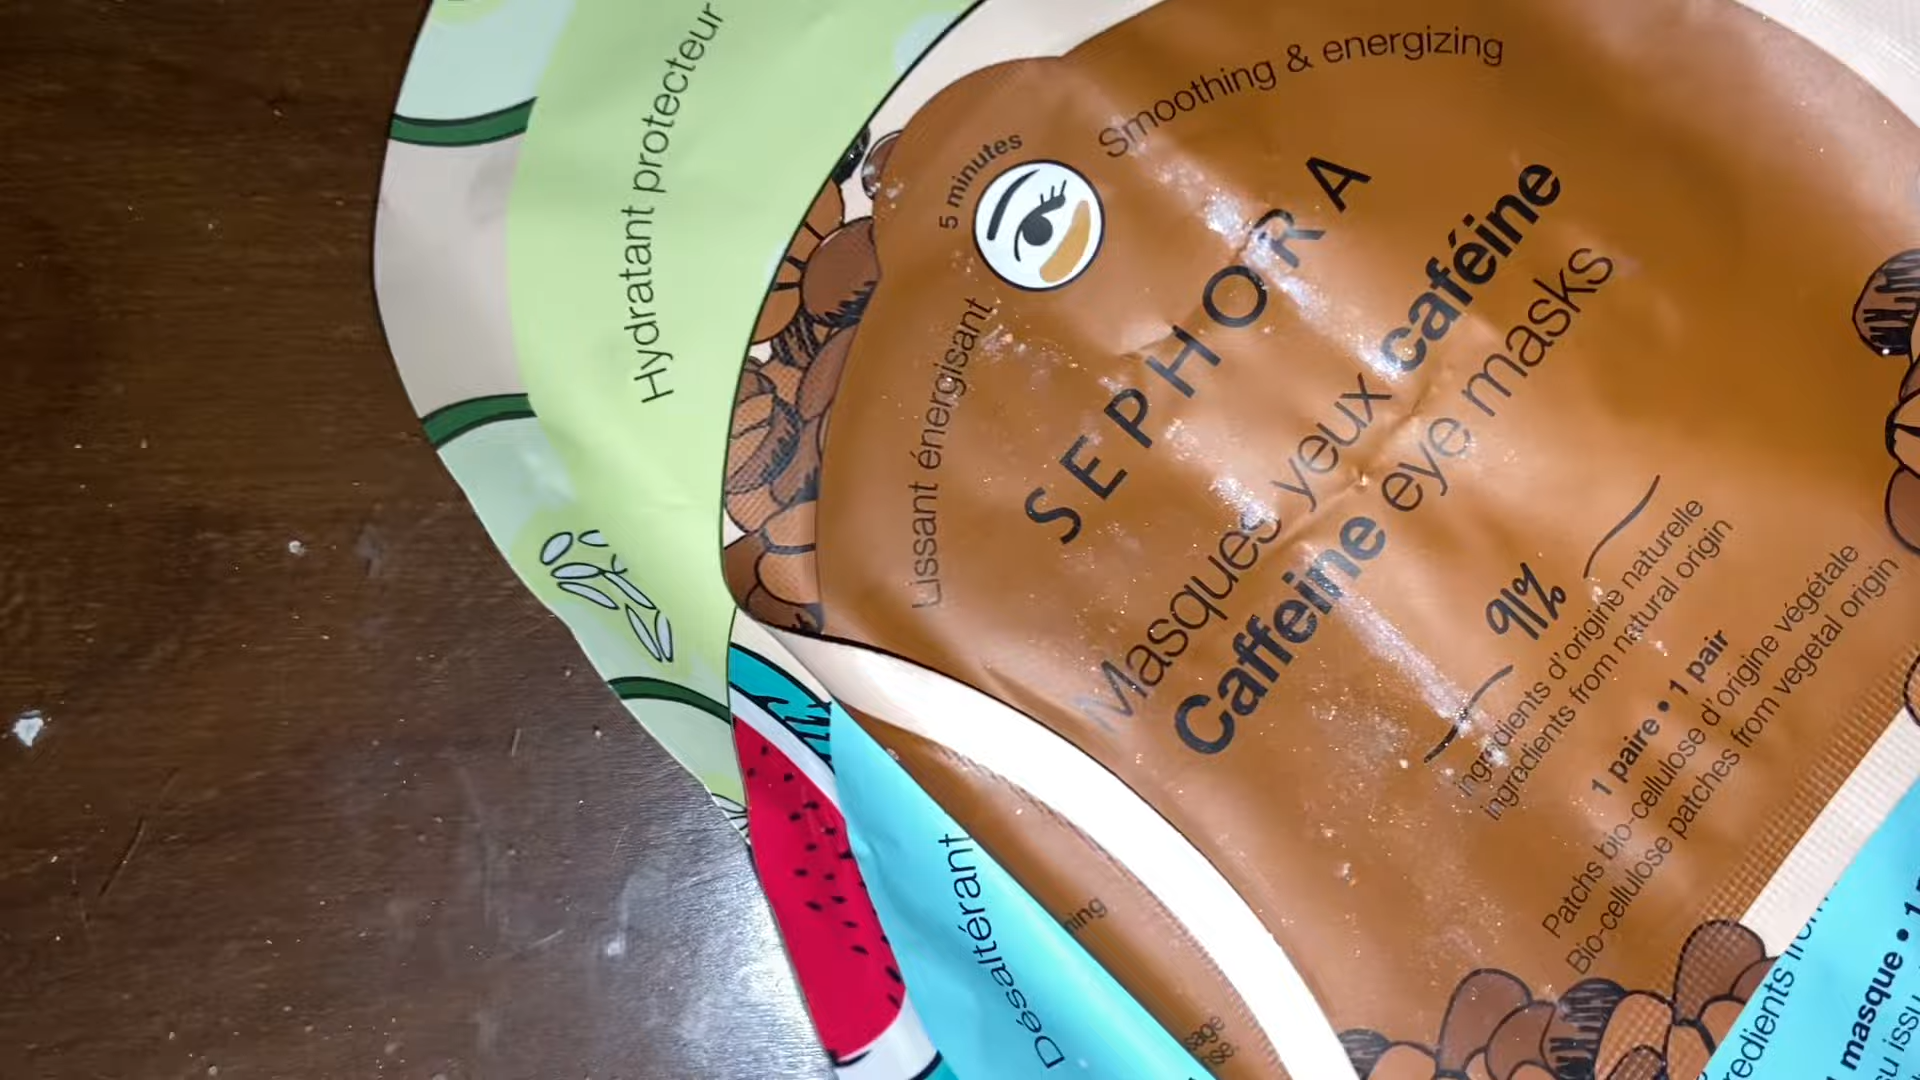 Hydratant protecteur
5 minutes
Smoothing & energizing
Lissant énergisant
SEPHORA
Masques yeux caféine
Caffeine eye masks
91%
ingrédients d'origine naturelle
ingredients from natural origin
1 paire • 1 pair
Patchs bio-cellulose d'origine végétale
Bio-cellulose patches from vegetal origin
Désaltérant
masque •